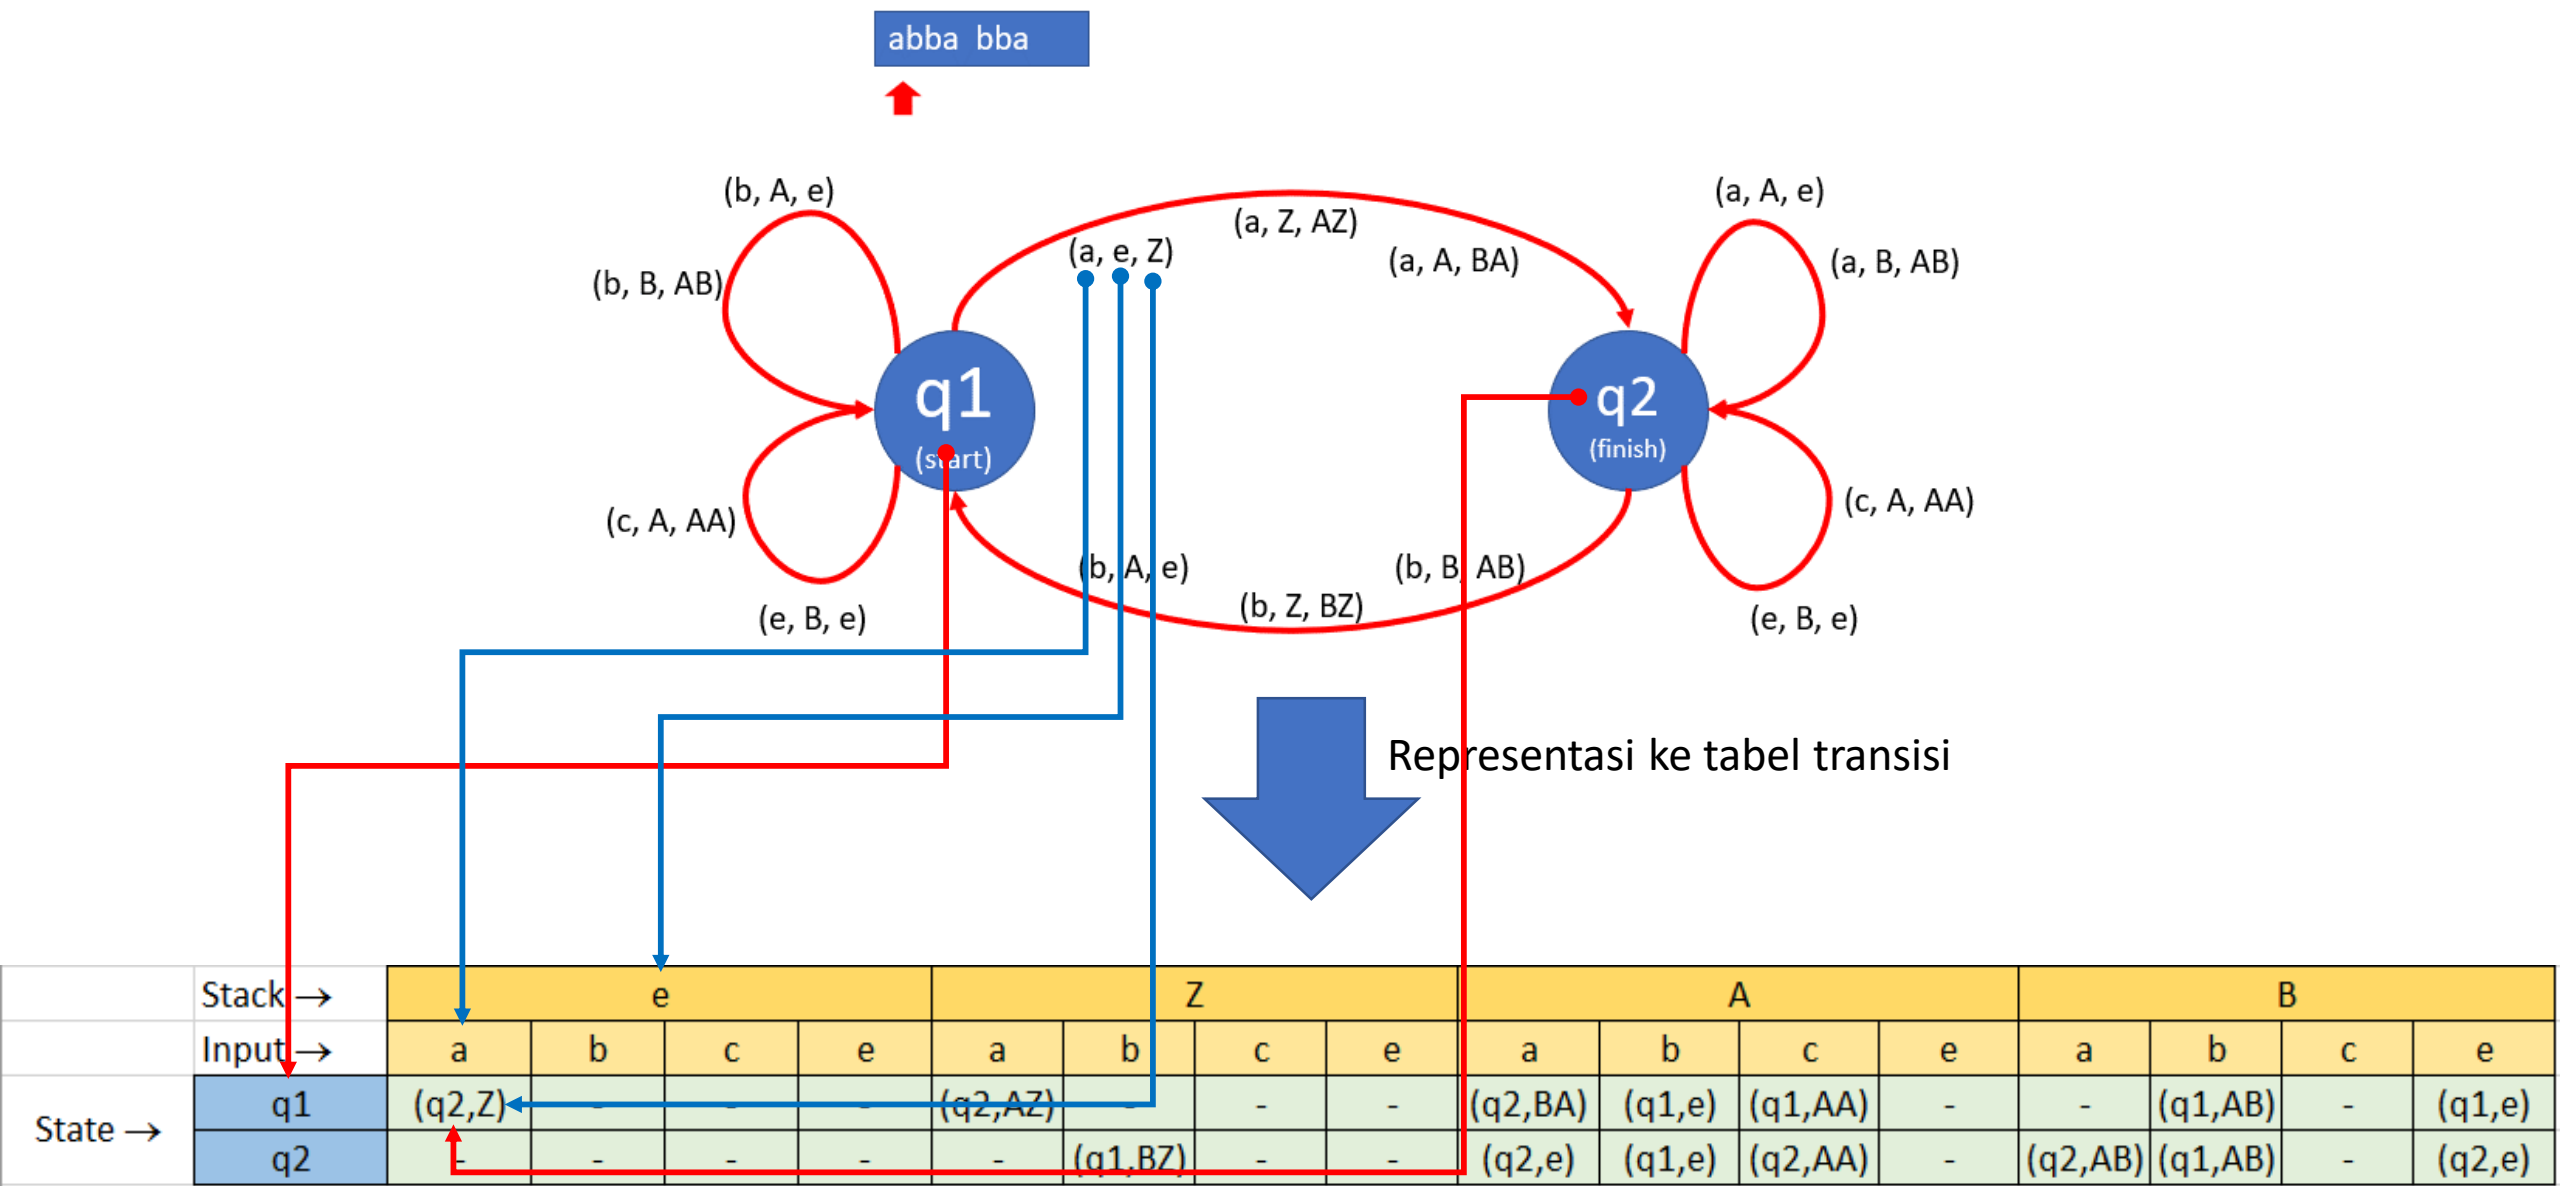 abba bba
(b, A, e)
(a, A, e)
(a, Z, AZ)
(a, e, Z)
(a, A, BA)
(a, B, AB)
(b, B, AB)
q1
(start)
q2
(finish)
(c, A, AA)
(c, A, AA)
(b, A, e)
(b, B, AB)
(b, Z, BZ)
(e, B, e)
(e, B, e)
Representasi ke tabel transisi
Stack → e Z A B
Input → a b c e a b c e a b c e a b c e
State →
q1 (q2,Z) - - - (q2,AZ) - - - (q2,BA) (q1,e) (q1,AA) - - (q1,AB) - (q1,e)
q2 - - - - - (q1,BZ) - - (q2,e) (q1,e) (q2,AA) - (q2,AB) (q1,AB) - (q2,e)